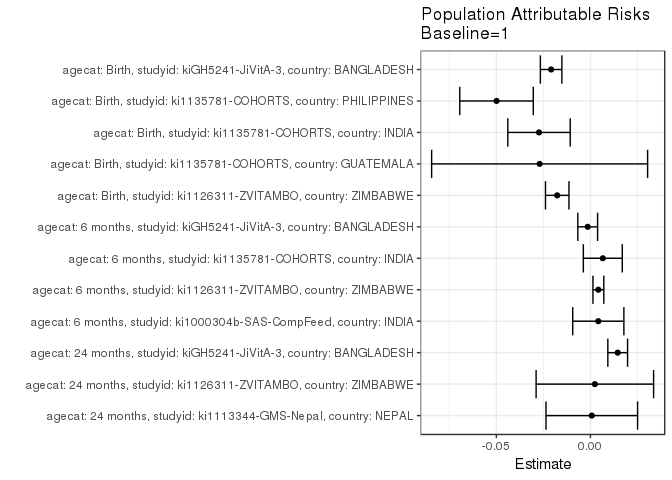 Population Attributable Risks
Baseline=1
agecat: Birth, studyid: kiGH5241-JiVitA-3, country: BANGLADESH
agecat: Birth, studyid: ki1135781-COHORTS, country: PHILIPPINES
agecat: Birth, studyid: ki1135781-COHORTS, country: INDIA
agecat: Birth, studyid: ki1135781-COHORTS, country: GUATEMALA
agecat: Birth, studyid: ki1126311-ZVITAMBO, country: ZIMBABWE
agecat: 6 months, studyid: kiGH5241-JiVitA-3, country: BANGLADESH
agecat: 6 months, studyid: ki1135781-COHORTS, country: INDIA
agecat: 6 months, studyid: ki1126311-ZVITAMBO, country: ZIMBABWE
agecat: 6 months, studyid: ki1000304b-SAS-CompFeed, country: INDIA
agecat: 24 months, studyid: kiGH5241-JiVitA-3, country: BANGLADESH
agecat: 24 months, studyid: ki1126311-ZVITAMBO, country: ZIMBABWE
agecat: 24 months, studyid: ki1113344-GMS-Nepal, country: NEPAL
-0.05 0.00
Estimate